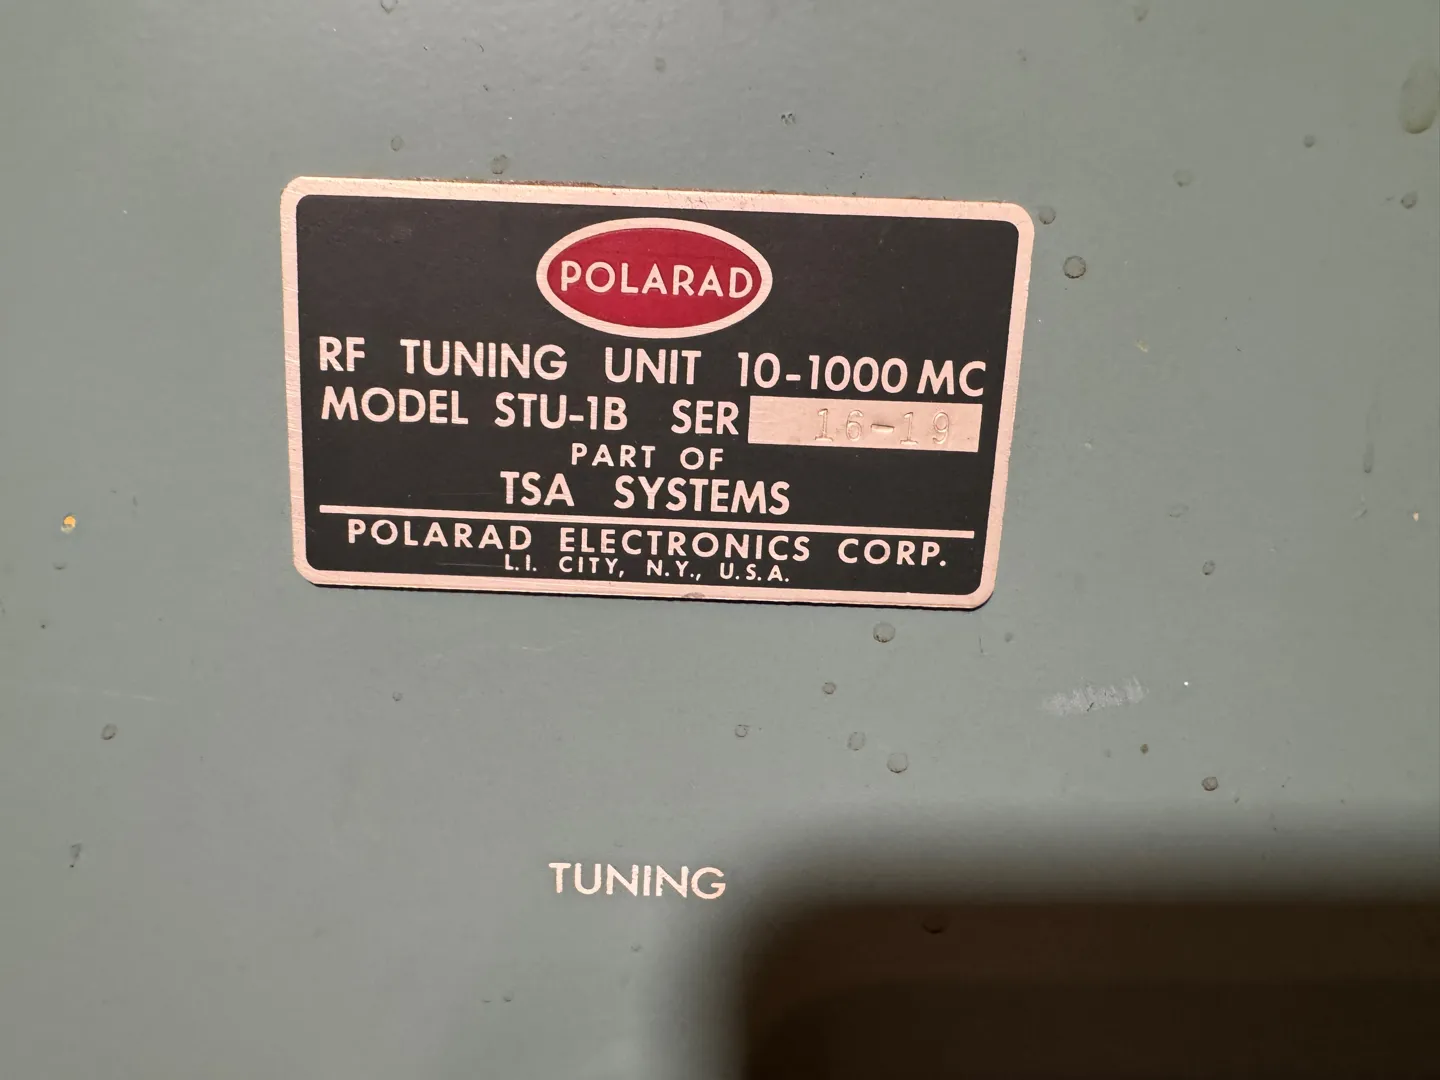 POLARAD
RF TUNING UNIT 10-1000 MC
MODEL STU-1B SER 16-19
PART OF
TSA SYSTEMS
POLARAD ELECTRONICS CORP.
L.I. CITY, N.Y., U.S.A.
TUNING